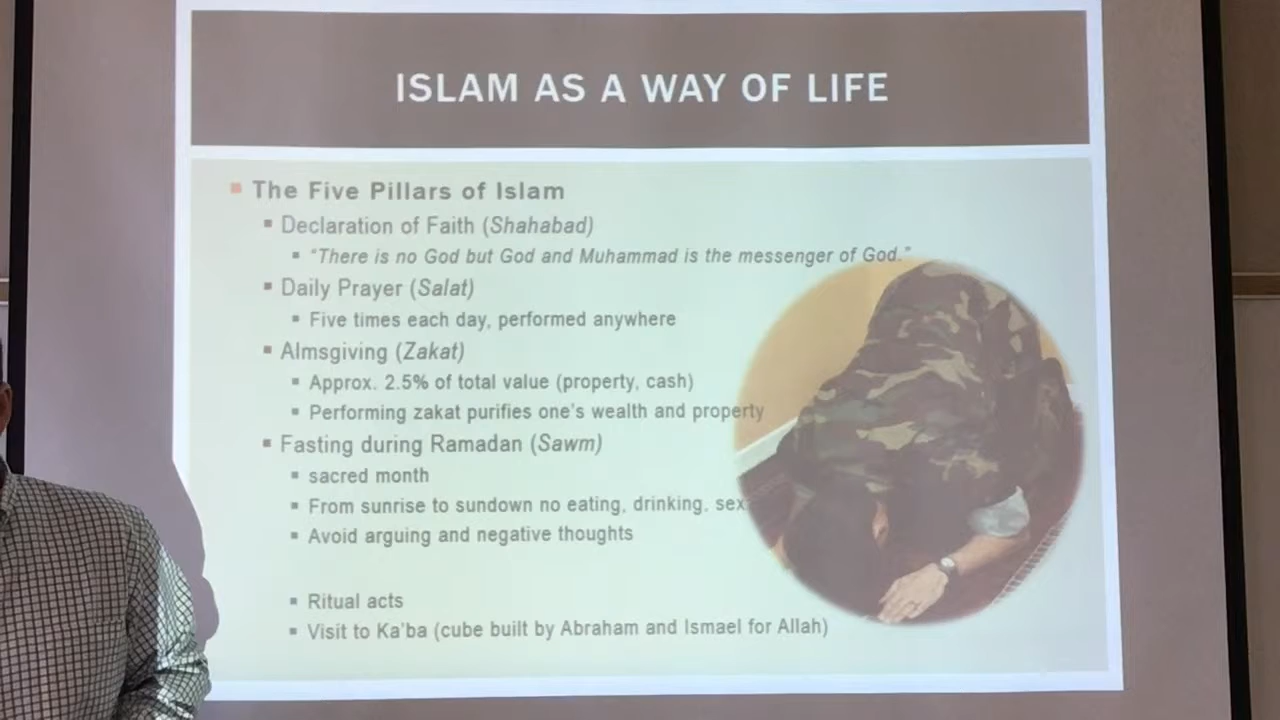 ISLAM AS A WAY OF LIFE
The Five Pillars of Islam
Declaration of Faith (Shahabad)
"There is no God but God and Muhammad is the messenger of God."
Daily Prayer (Salat)
Five times each day, performed anywhere
Almsgiving (Zakat)
Approx. 2.5% of total value (property, cash)
Performing zakat purifies one's wealth and property
Fasting during Ramadan (Sawm)
sacred month
From sunrise to sundown no eating, drinking, sex
Avoid arguing and negative thoughts
Ritual acts
Visit to Ka'ba (cube built by Abraham and Ismael for Allah)